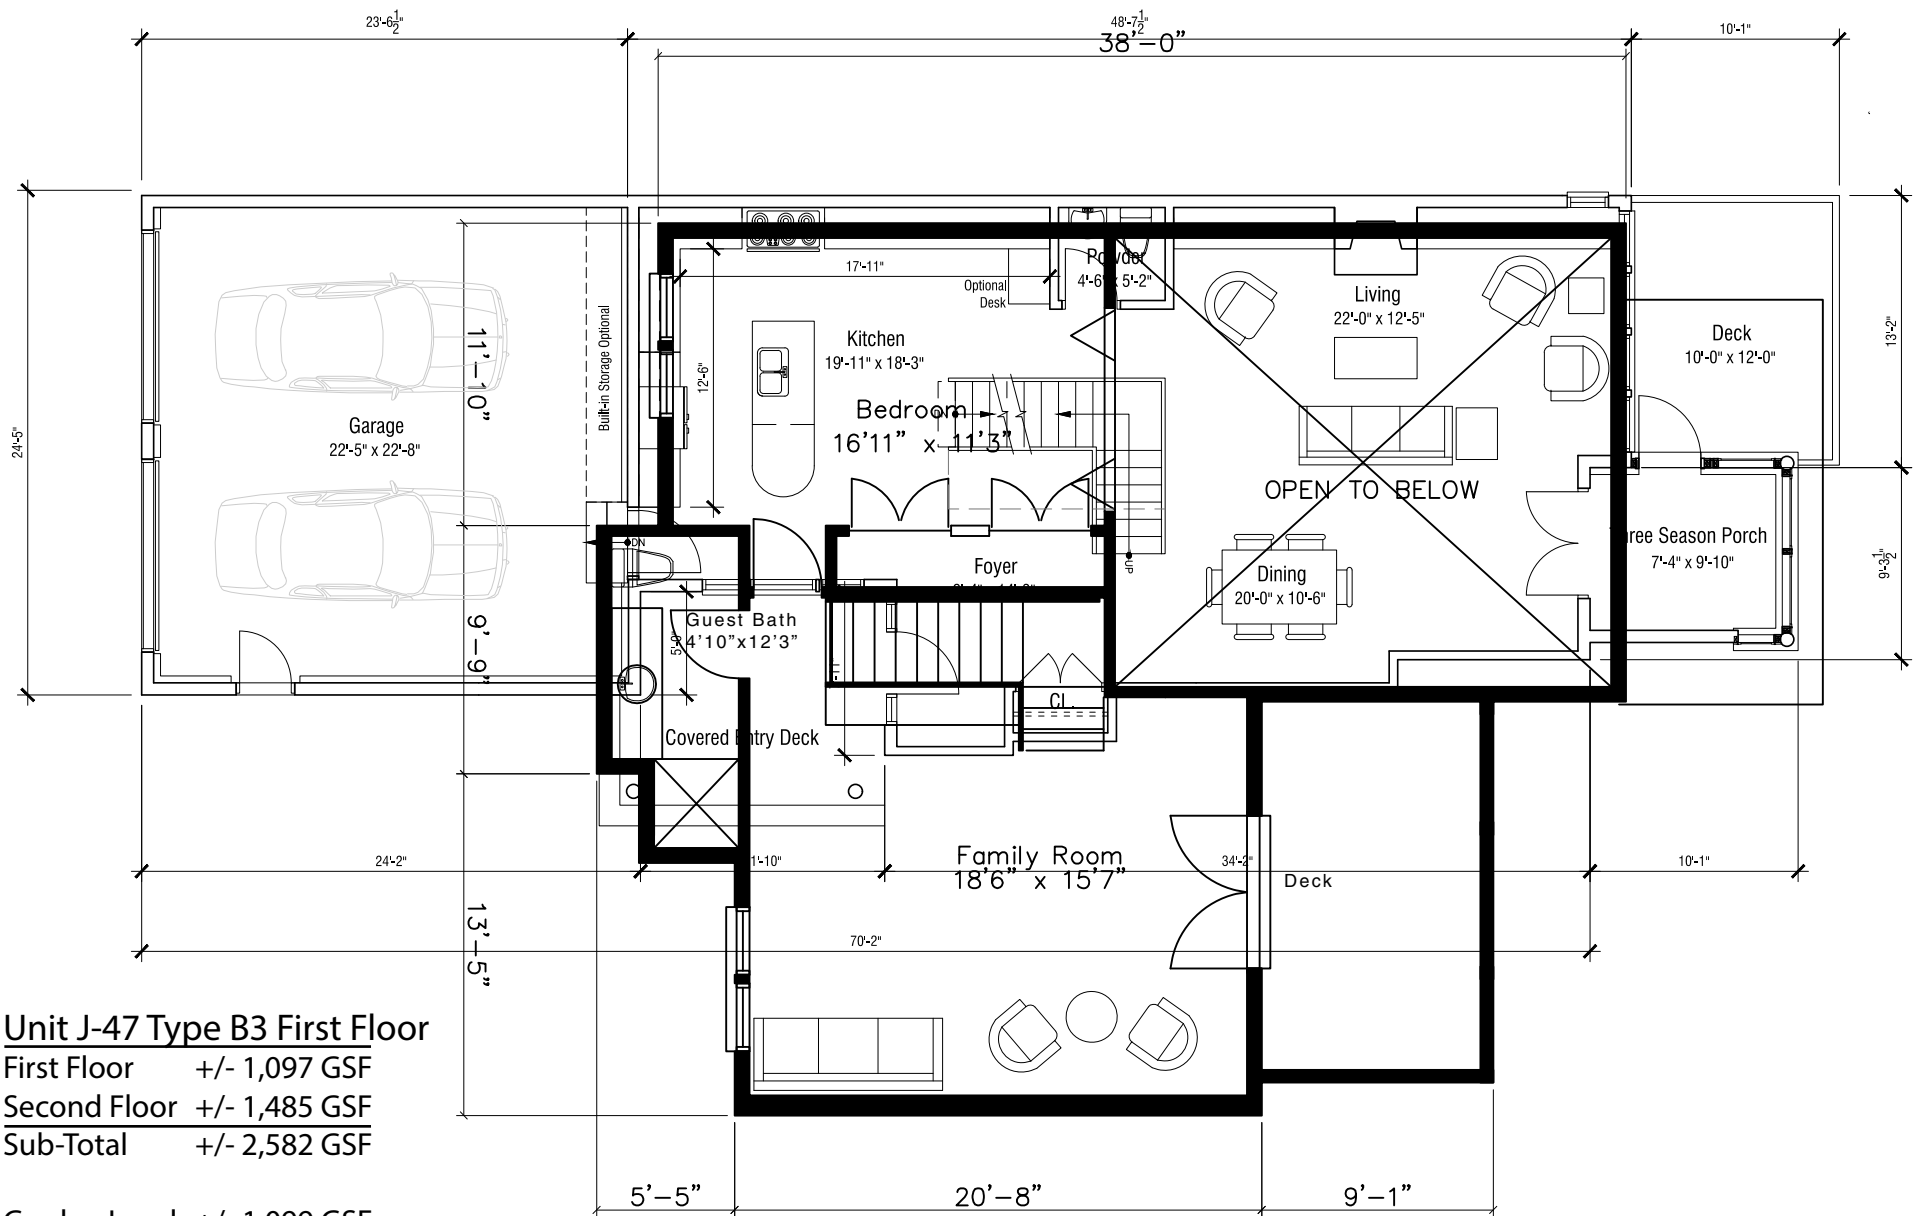 23'-6 1/2"
48'-7 1/2"
10'-1"
38'-0"
17'-11"
Optional
Desk
4'-6" x 5'-2"
Living
22'-0" x 12'-5"
Deck
10'-0" x 12'-0"
13'-2"
Kitchen
19'-11" x 18'-3"
12'-6"
Built-in Storage Optional
11'-10"
Garage
22'-5" x 22'-8"
24'-5"
Bedroom
16'11" x 11'3"
OPEN TO BELOW
DN
UP
Foyer
Dining
20'-0" x 10'-6"
Season Porch
7'-4" x 9'-10"
9'-3 1/2"
Guest Bath
4'10"x12'3"
9'-9"
CL.
Covered Entry Deck
24'-2"
Family Room
18'6" x 15'7"
34'-2"
Deck
10'-1"
13'-5"
70'-2"
Unit J-47 Type B3 First Floor
First Floor +/- 1,097 GSF
Second Floor +/- 1,485 GSF
Sub-Total +/- 2,582 GSF
5'-5"
20'-8"
9'-1"